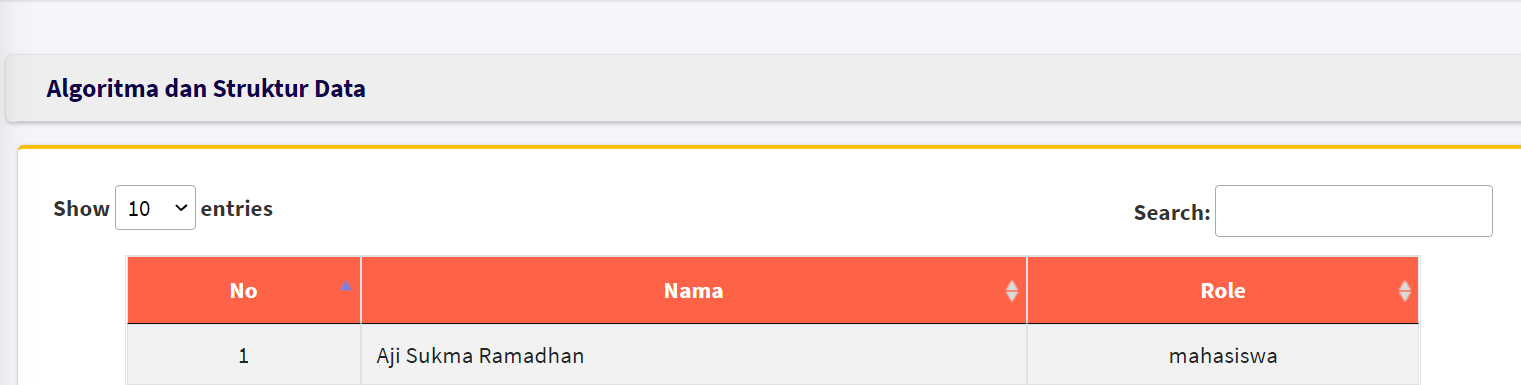 Algoritma dan Struktur Data
Show 10 entries
Search:
No Nama Role
1 Aji Sukma Ramadhan mahasiswa